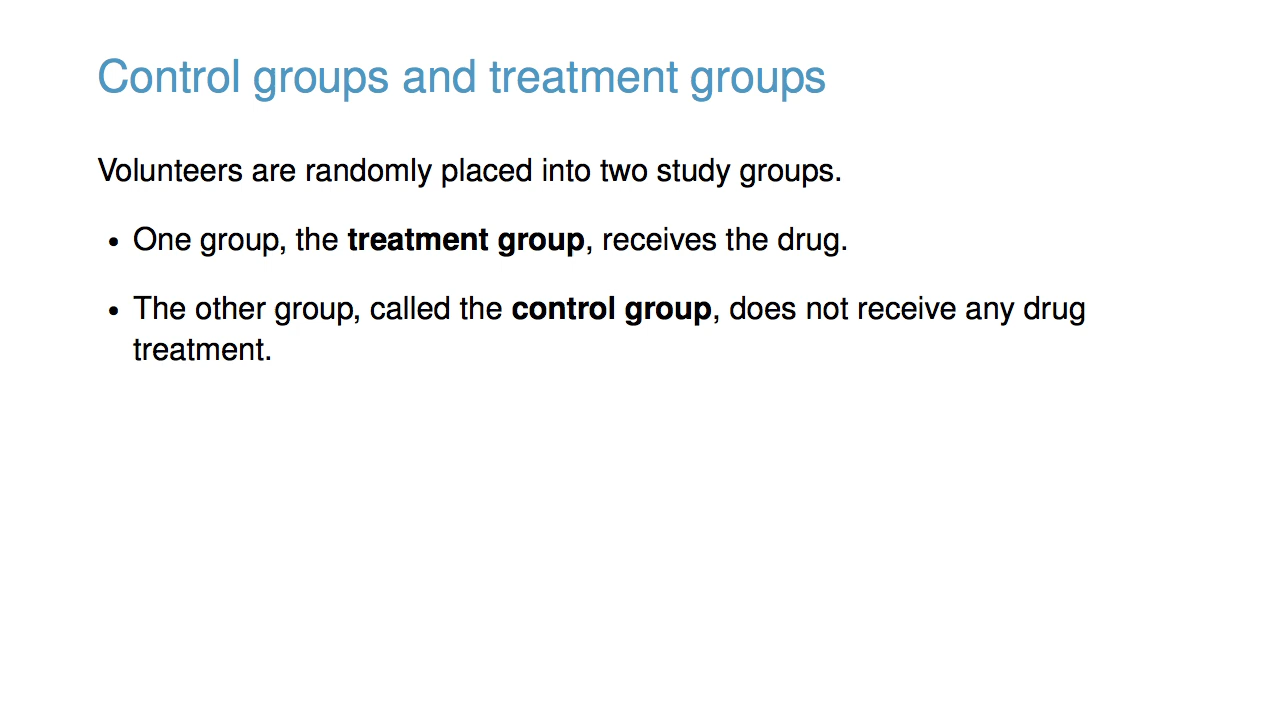 Control groups and treatment groups
Volunteers are randomly placed into two study groups.
• One group, the treatment group, receives the drug.
• The other group, called the control group, does not receive any drug
treatment.